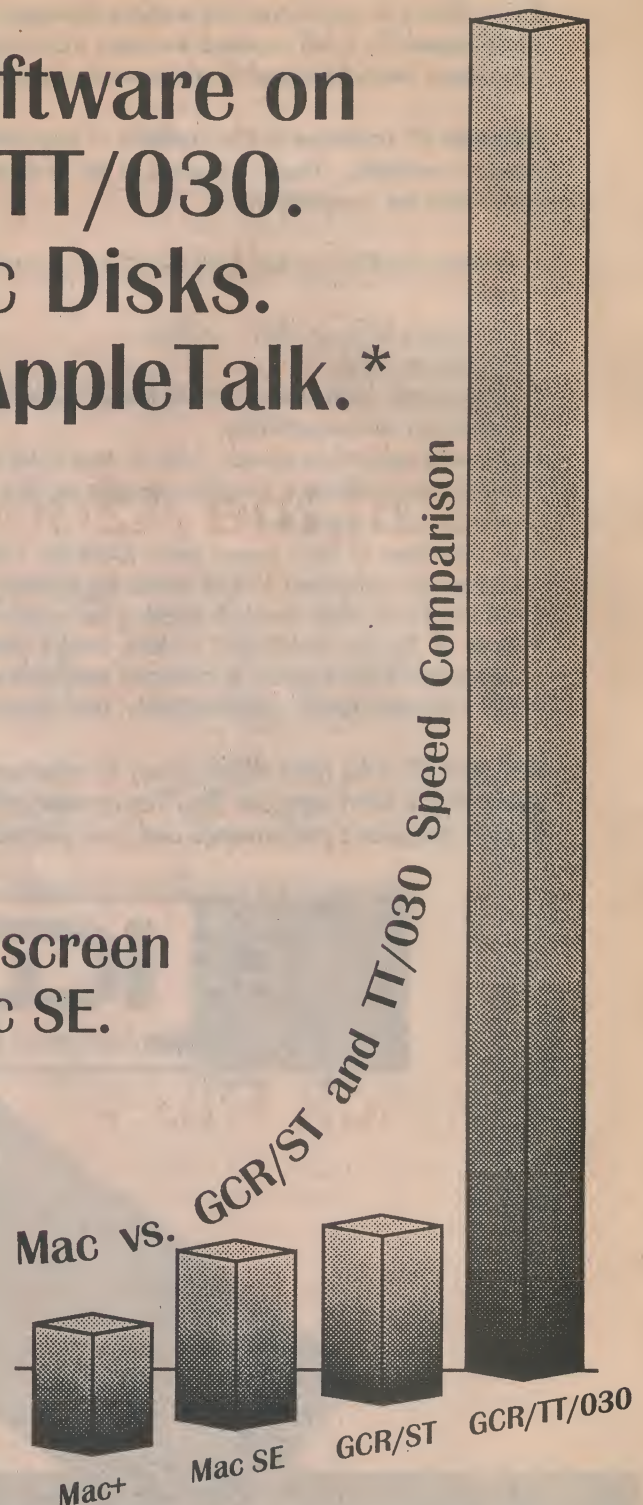 ftware on
TT/030.
c Disks.
AppleTalk.*
screen
c SE.
Mac vs. GCR/ST and TT/030 Speed Comparison
Mac+
Mac SE
GCR/ST
GCR/TT/030